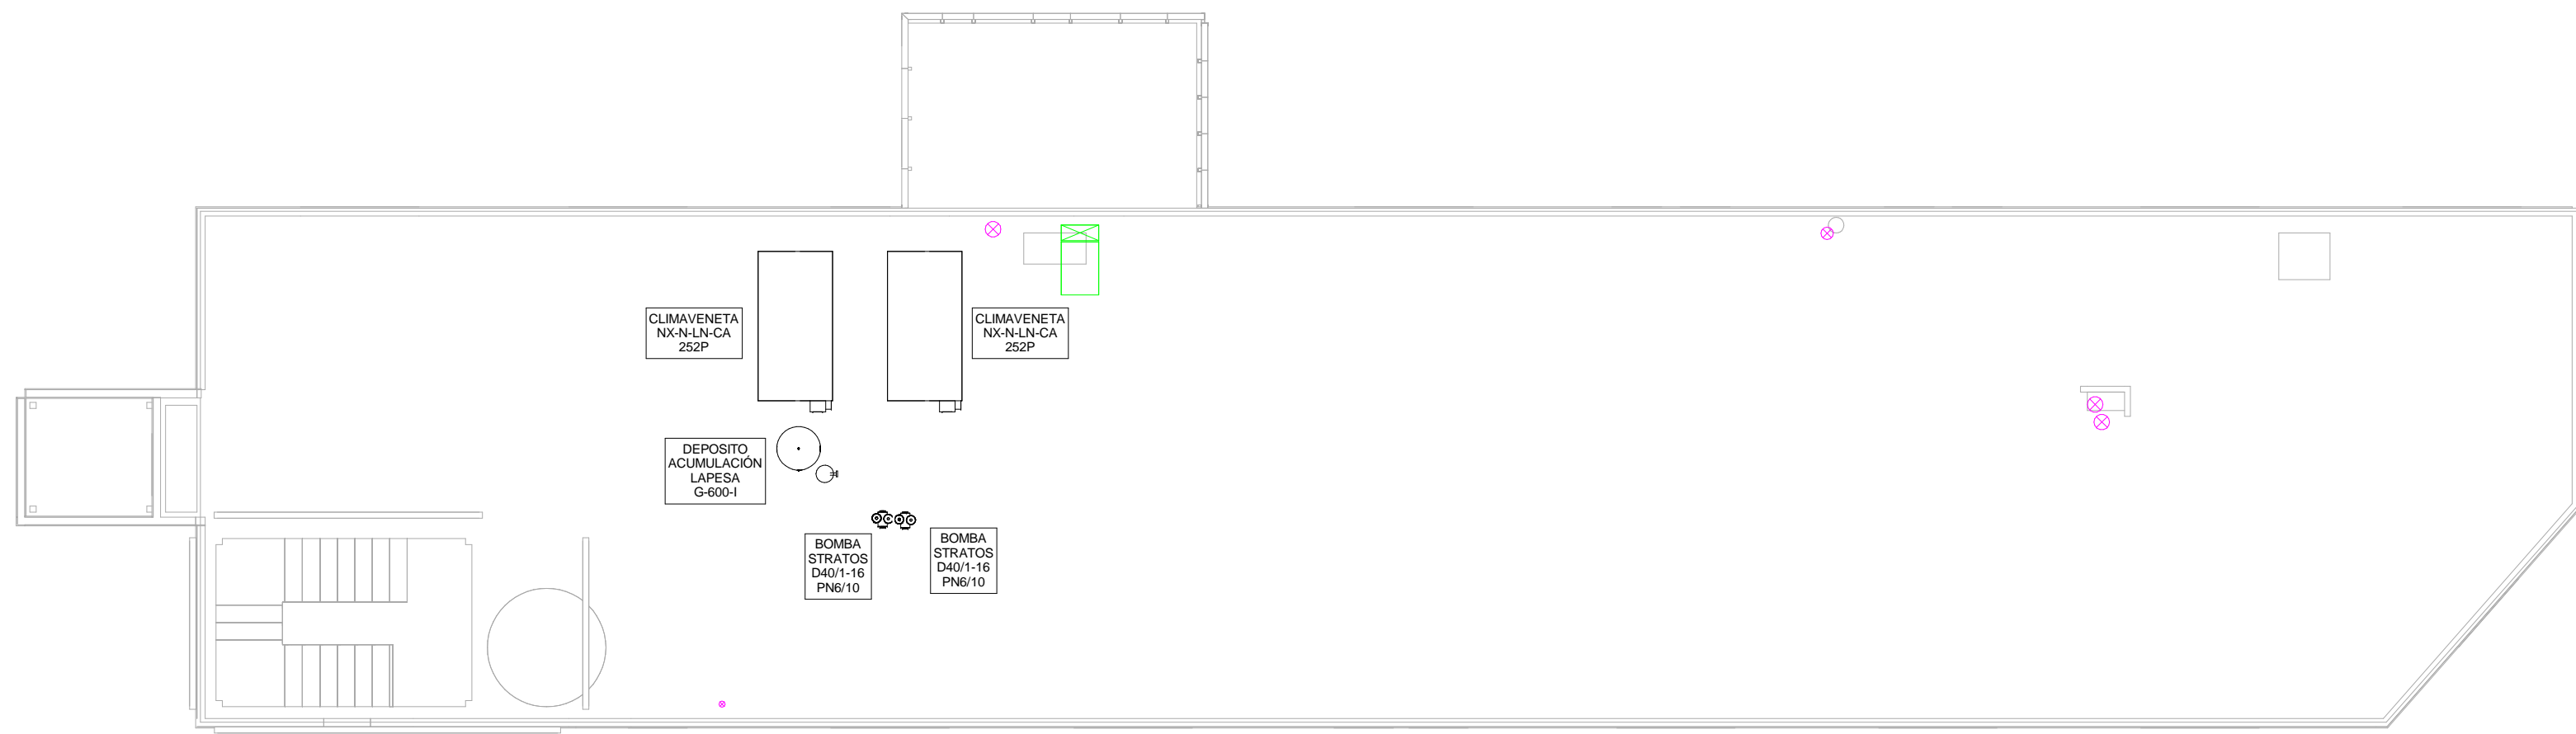 CLIMAVENETA
NX-N-LN-CA
252P
CLIMAVENETA
NX-N-LN-CA
252P
DEPOSITO
ACUMULACIÓN
LAPESA
G-600-I
BOMBA
STRATOS
D40/1-16
PN6/10
BOMBA
STRATOS
D40/1-16
PN6/10